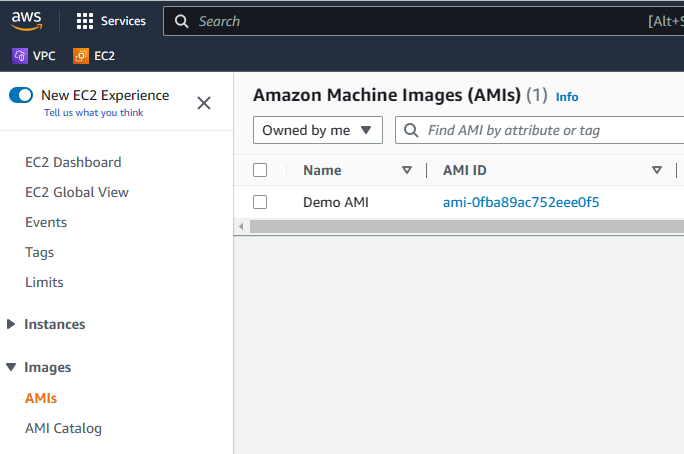 aws
Services
Search
[Alt+S
VPC
EC2
New EC2 Experience
Tell us what you think
EC2 Dashboard
EC2 Global View
Events
Tags
Limits
Instances
Images
AMIs
AMI Catalog
Amazon Machine Images (AMIs) (1) Info
Owned by me
Find AMI by attribute or tag
Name
AMI ID
Demo AMI
ami-0fba89ac752eee0f5